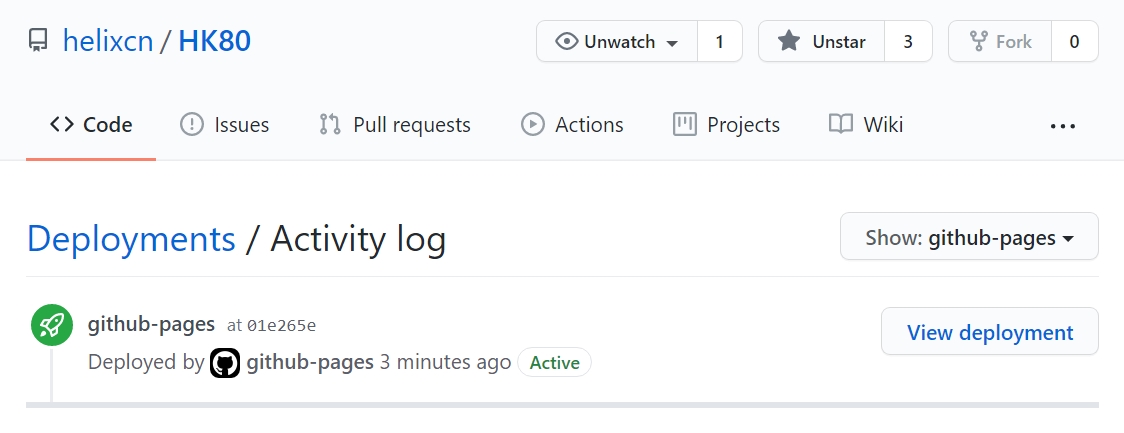 helixcn / HK80
Unwatch 1
Unstar 3
Fork 0
Code Issues Pull requests Actions Projects Wiki ...
Deployments / Activity log
Show: github-pages
github-pages at 01e265e
View deployment
Deployed by github-pages 3 minutes ago Active